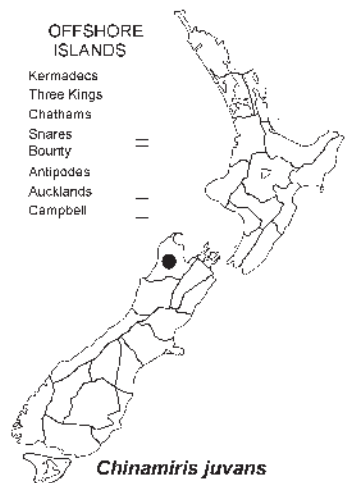 OFFSHORE
ISLANDS
Kermadecs
Three Kings
Chathams
Snares
Bounty
Antipodes
Aucklands
Campbell
Chinamiris juvans